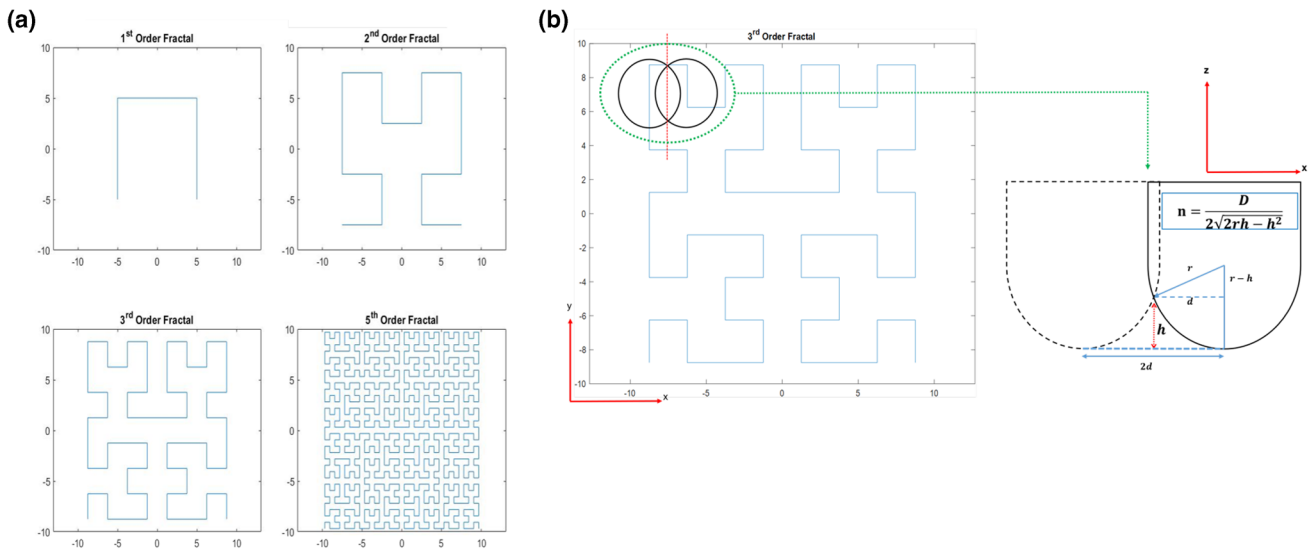 (a)
1st Order Fractal
10
5
0
-5
-10
-10 -5 0 5 10
2nd Order Fractal
10
5
0
-5
-10
-10 -5 0 5 10
3rd Order Fractal
10
5
0
-5
-10
-10 -5 0 5 10
5th Order Fractal
10
5
0
-5
-10
-10 -5 0 5 10
(b)
3rd Order Fractal
10
8
6
4
2
0
-2
-4
-6
-8
-10
-10 -5 0 5 10
y
x
z
x
n = D / 2√2rh − h²
r
r − h
d
h
2d